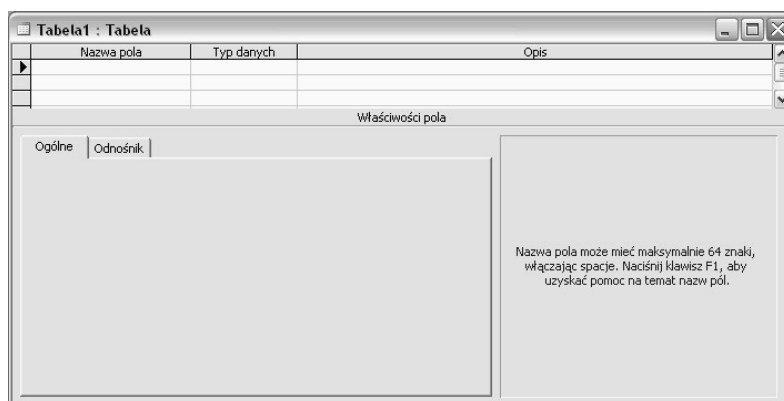 Tabela1 : Tabela
Nazwa pola Typ danych Opis
Właściwości pola
Ogólne Odnośnik
Nazwa pola może mieć maksymalnie 64 znaki,
włączając spacje. Naciśnij klawisz F1, aby
uzyskać pomoc na temat nazw pól.